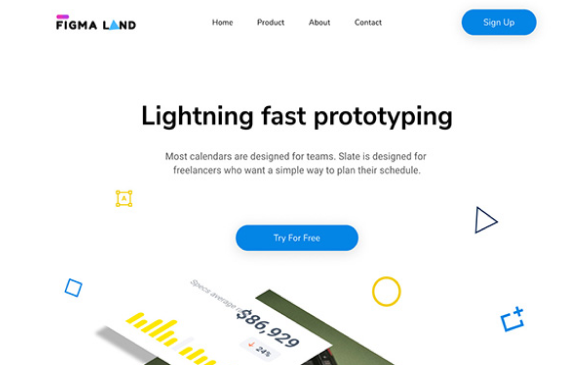 FIGMA LAND
Home Product About Contact
Sign Up
Lightning fast prototyping
Most calendars are designed for teams. Slate is designed for
freelancers who want a simple way to plan their schedule.
A
Try For Free
Specs average
$86,929
24%